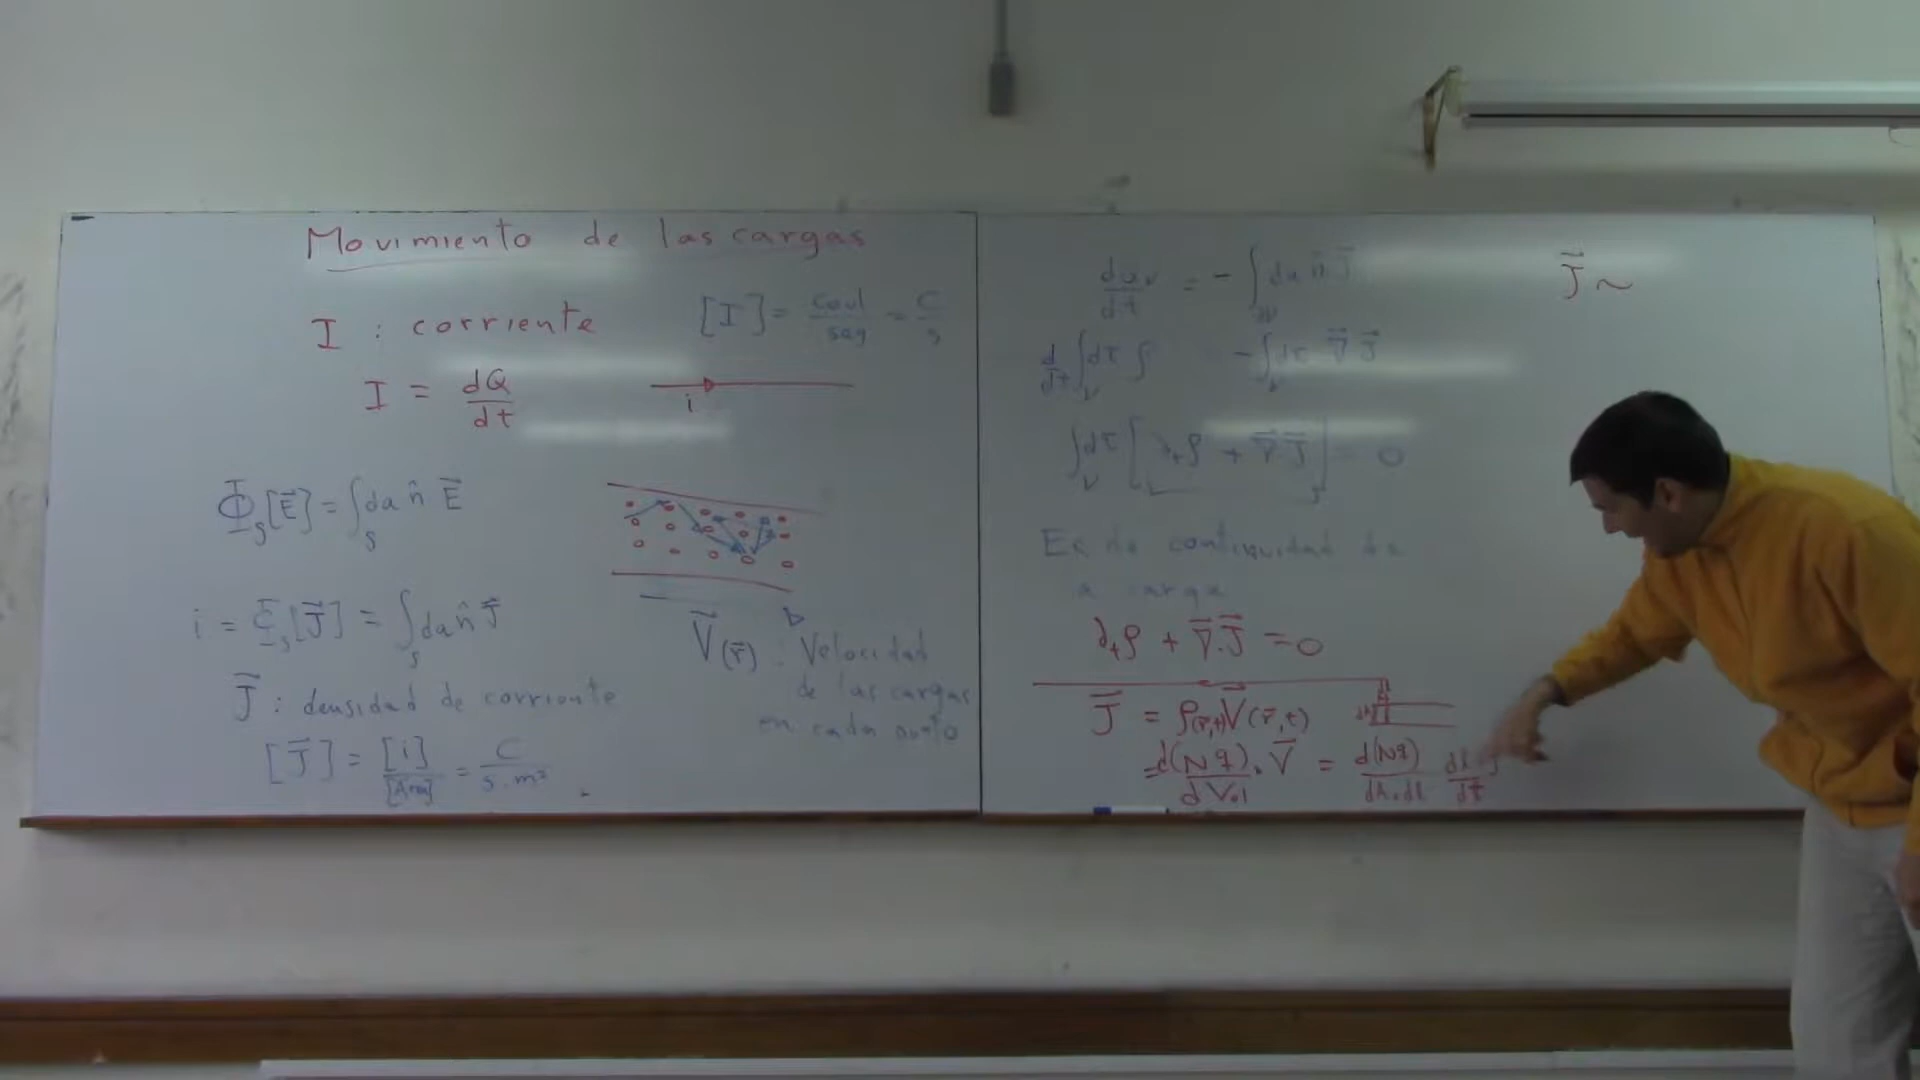 Movimiento de las cargas
I : corriente
[I] = coul/seg = C/s
I = dQ/dt
i
Φ_S[E⃗] = ∫_S da n̂ E⃗
i = Φ_S[J⃗] = ∫_S da n̂ J⃗
J⃗ : densidad de corriente
[J⃗] = [i]/[Area] = C/s.m²
V⃗(r⃗) : Velocidad
de las cargas
en cada punto
dQ_V/dt = - ∫ da n̂ J⃗
d/dt ∫_V dτ ρ - ∫_V dτ ∇⃗ J⃗
∫_V dτ [∂_t ρ + ∇⃗ J⃗] = 0
Ec de continuidad de
a carga
∂_t ρ + ∇⃗.J⃗ = 0
J⃗ = ρ(r⃗,t) V⃗(r⃗,t)
= d(Nq)/dVol . V⃗ = d(Nq)/dA.dl dl/dt
J⃗ ~